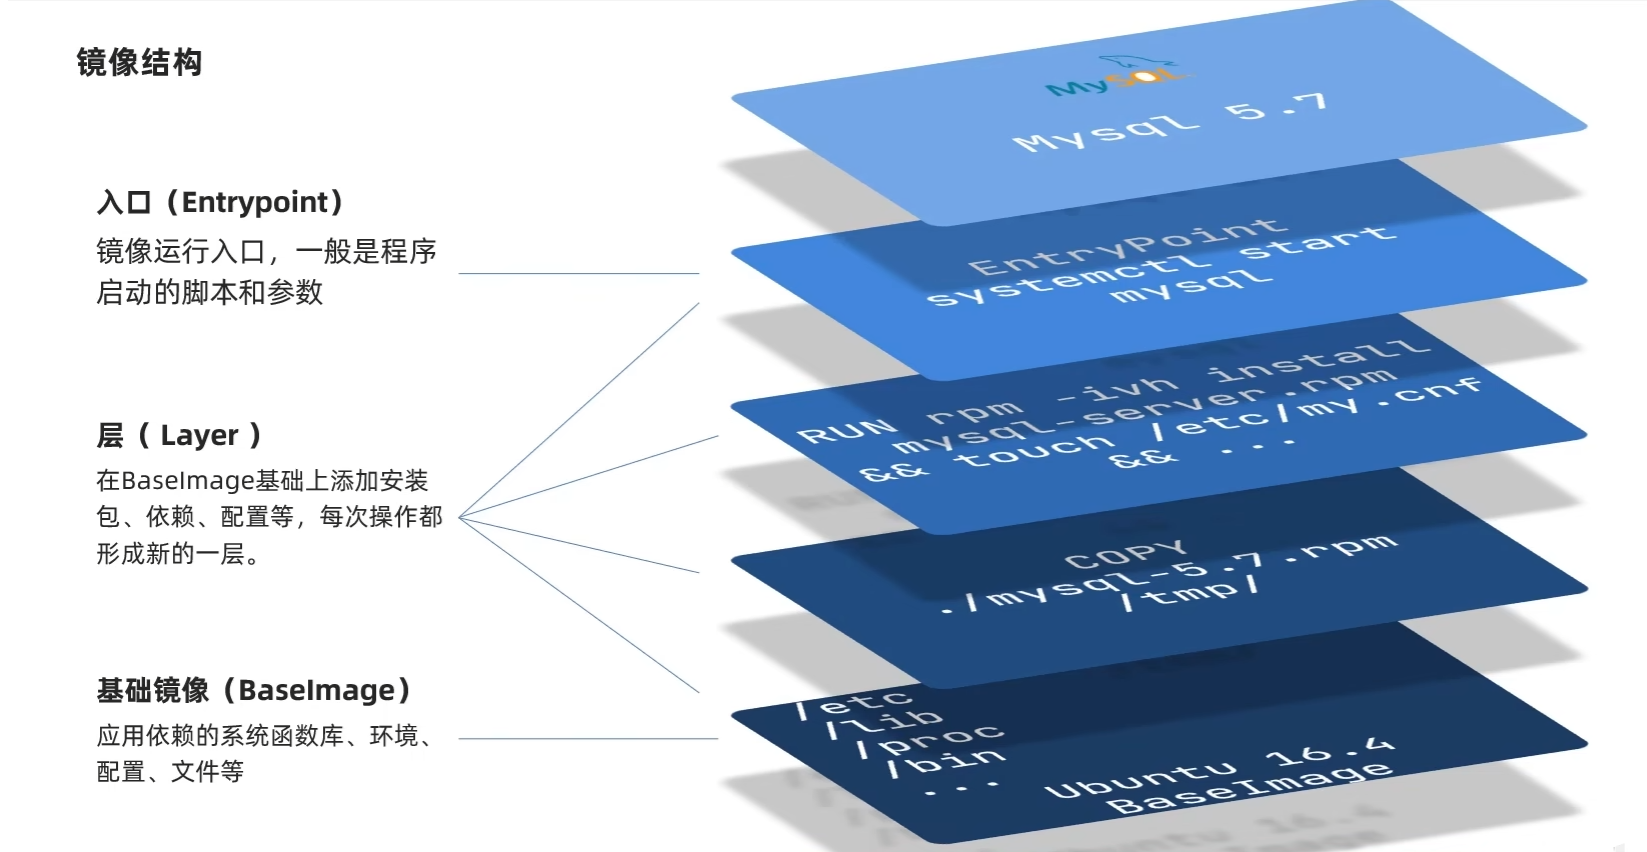 镜像结构
入口（Entrypoint）
镜像运行入口，一般是程序
启动的脚本和参数
层（ Layer ）
在BaseImage基础上添加安装
包、依赖、配置等，每次操作都
形成新的一层。
基础镜像（BaseImage）
应用依赖的系统函数库、环境、
配置、文件等
MySQL
Mysql 5.7
EntryPoint
systemctl start
mysql
RUN rpm -ivh install
mysql-server.rpm
&& touch /etc/my.cnf
&& ...
COPY
./mysql-5.7.rpm
/tmp/
/etc
/lib
/proc
/bin
...
Ubuntu 16.4
BaseImage